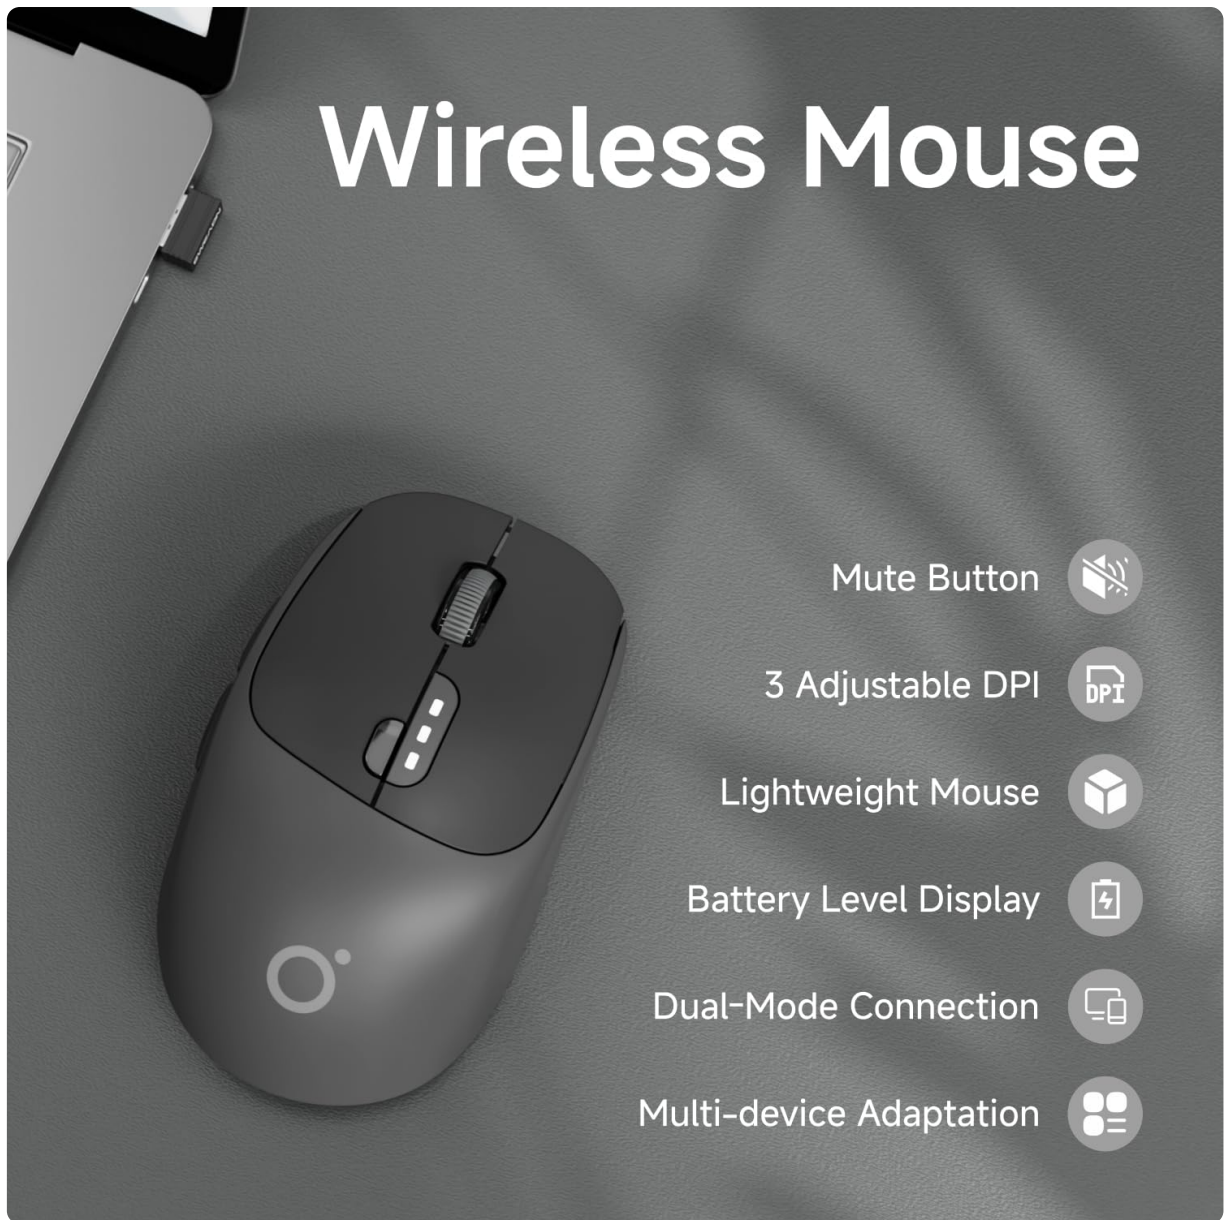 Wireless Mouse
Mute Button
3 Adjustable DPI
DPI
Lightweight Mouse
Battery Level Display
Dual-Mode Connection
Multi-device Adaptation